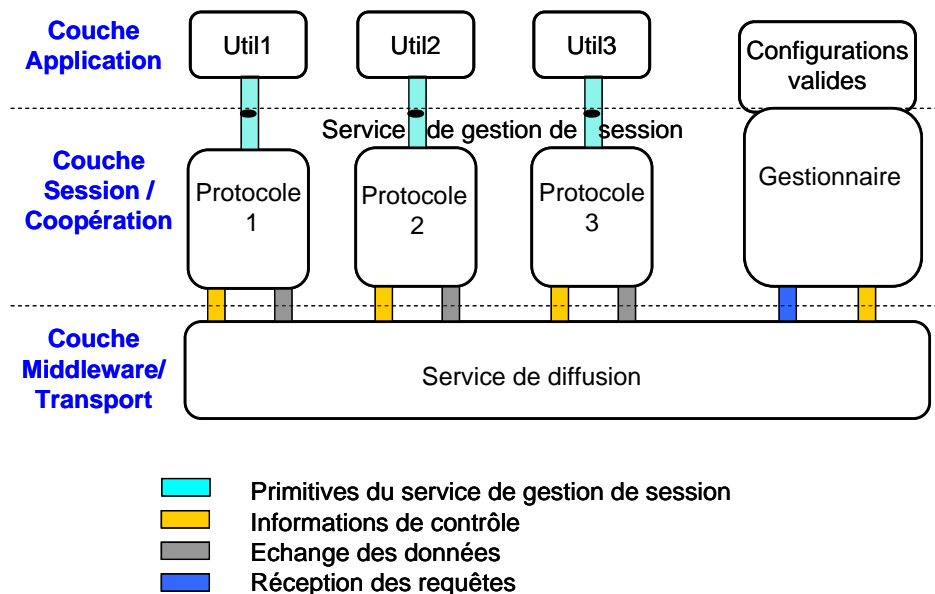 Couche
Application
Util1
Util2
Util3
Configurations
valides
Service de gestion de session
Couche
Session /
Coopération
Protocole
1
Protocole
2
Protocole
3
Gestionnaire
Couche
Middleware/
Transport
Service de diffusion
Primitives du service de gestion de session
Informations de contrôle
Echange des données
Réception des requêtes